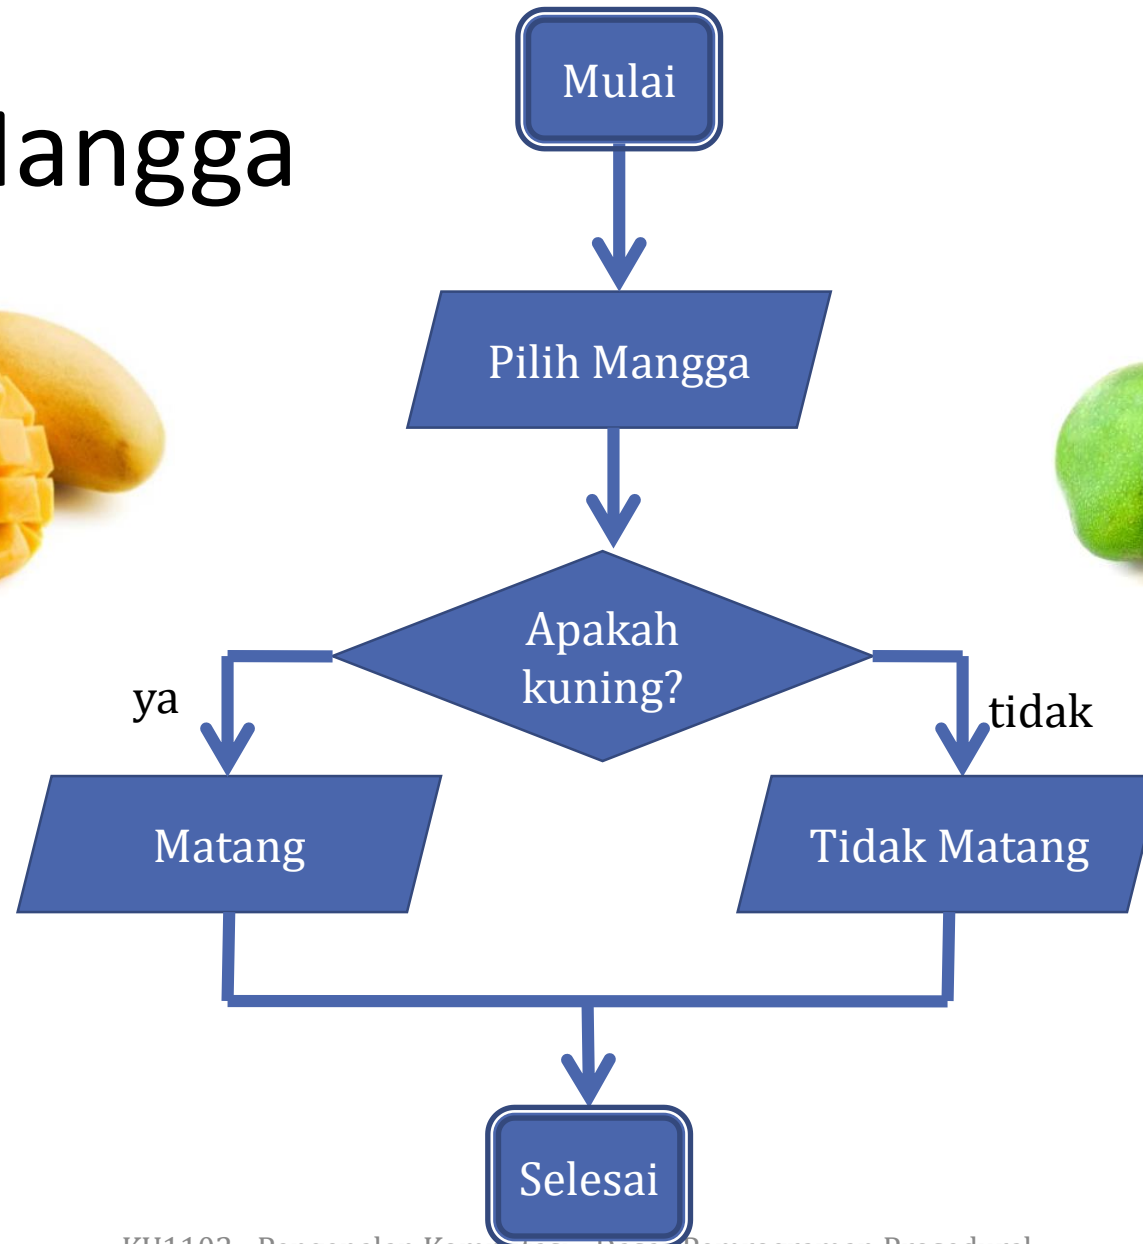 Mulai
angga
Pilih Mangga
Apakah
kuning?
ya
tidak
Matang
Tidak Matang
Selesai